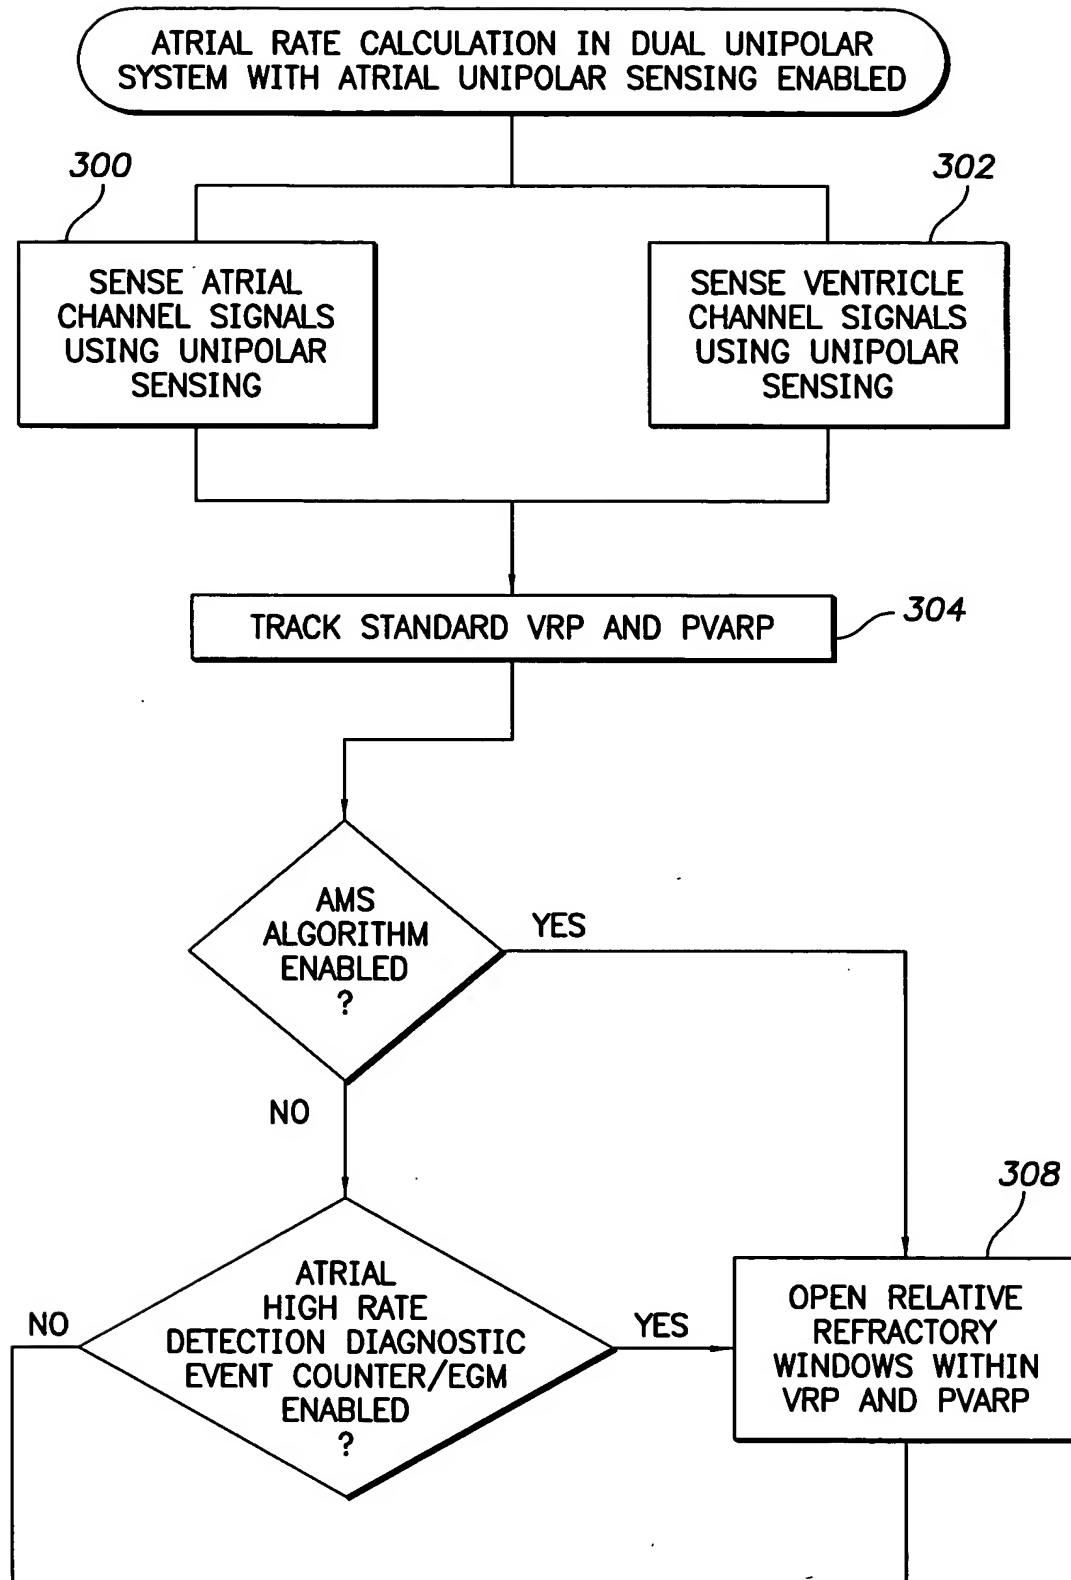 ATRIAL RATE CALCULATION IN DUAL UNIPOLAR
SYSTEM WITH ATRIAL UNIPOLAR SENSING ENABLED
300
302
SENSE ATRIAL
CHANNEL SIGNALS
USING UNIPOLAR
SENSING
SENSE VENTRICLE
CHANNEL SIGNALS
USING UNIPOLAR
SENSING
TRACK STANDARD VRP AND PVARP
304
AMS
ALGORITHM
ENABLED
?
YES
NO
308
ATRIAL
HIGH RATE
DETECTION DIAGNOSTIC
EVENT COUNTER/EGM
ENABLED
?
NO
YES
OPEN RELATIVE
REFRACTORY
WINDOWS WITHIN
VRP AND PVARP